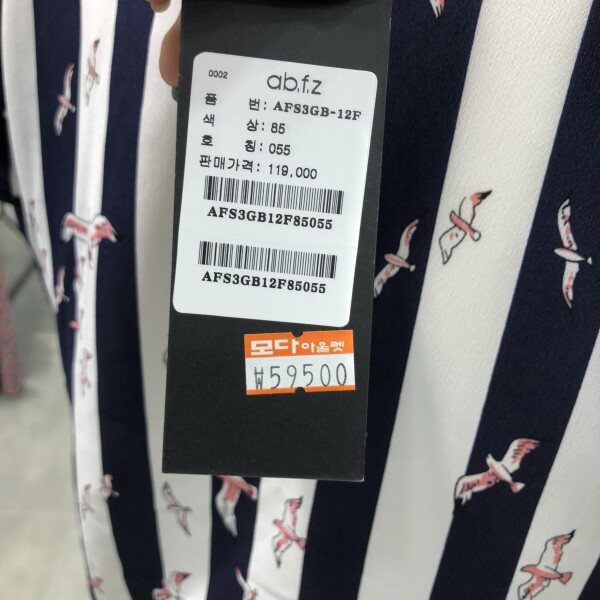 0002
ab.f.z
품 번: AFS3GB-12F
색 상: 85
호 칭: 055
판매가격: 119,000
AFS3GB12F85055
AFS3GB12F85055
모다아울렛
₩59500